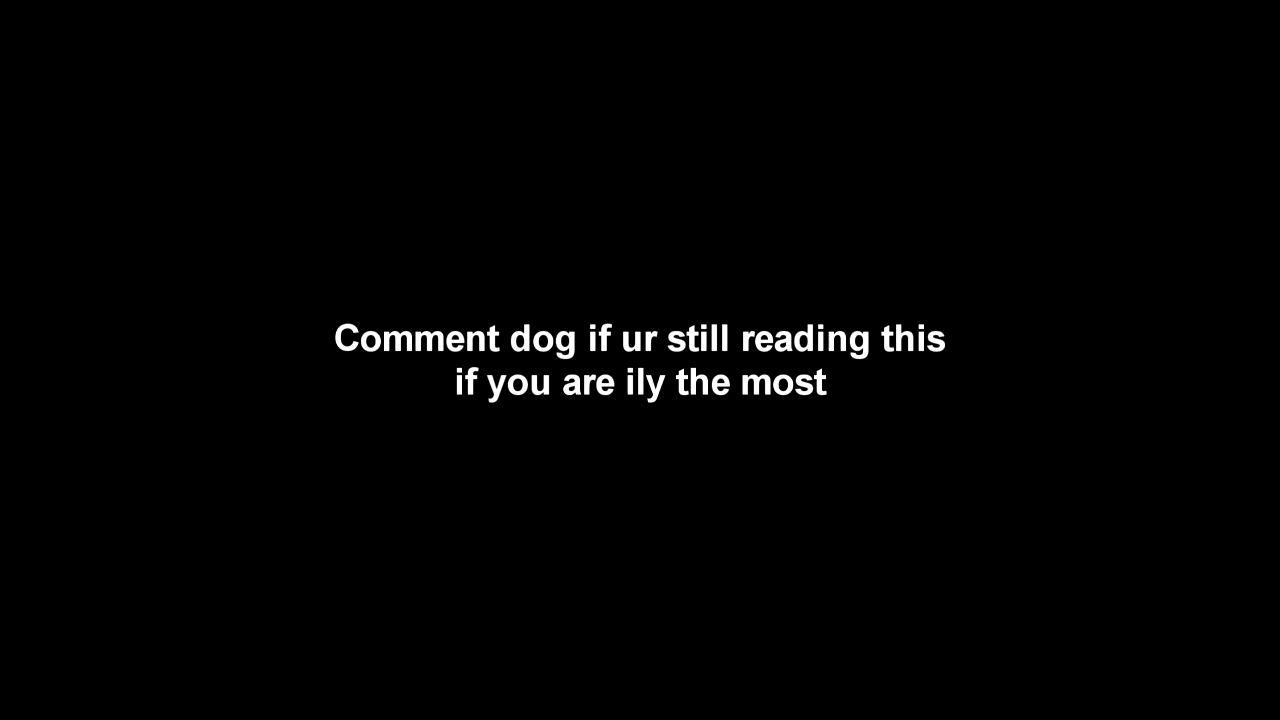 Comment dog if ur still reading this
if you are ily the most